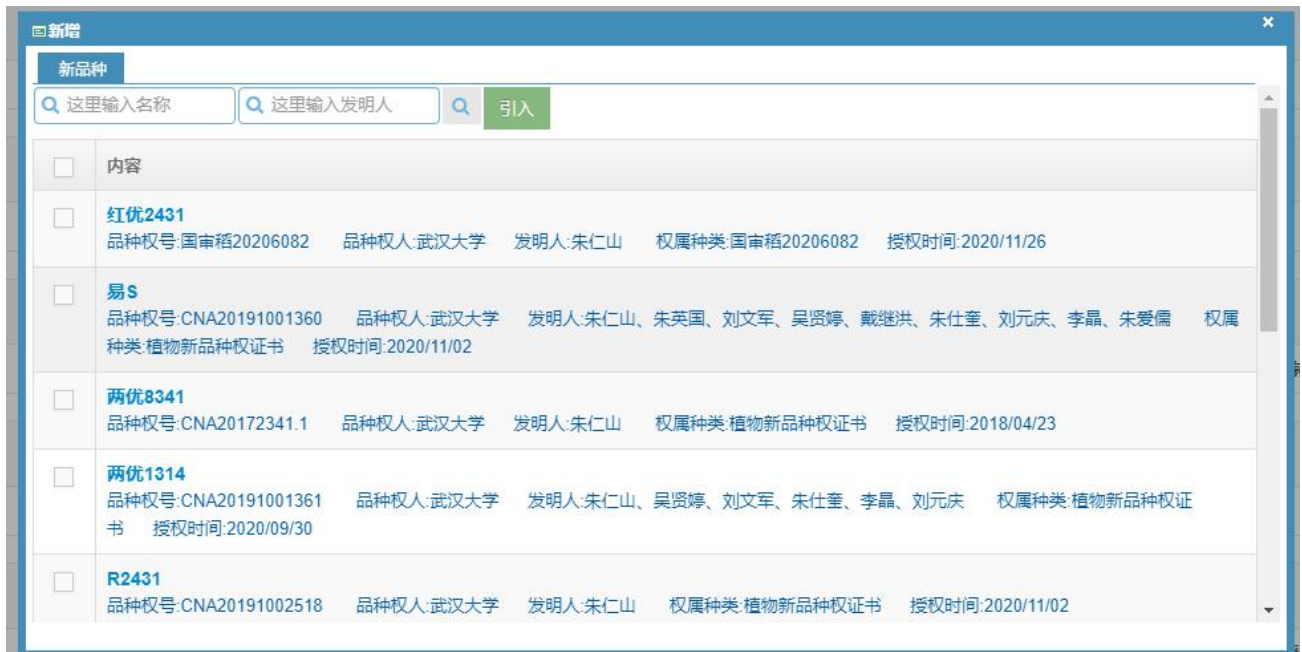 新增
×
新品种
这里输入名称 这里输入发明人 引入
内容
红优2431
品种权号:国审稻20206082 品种权人:武汉大学 发明人:朱仁山 权属种类:国审稻20206082 授权时间:2020/11/26
易S
品种权号:CNA20191001360 品种权人:武汉大学 发明人:朱仁山、朱英国、刘文军、吴贤婷、戴继洪、朱仕奎、刘元庆、李晶、朱爱儒 权属
种类:植物新品种权证书 授权时间:2020/11/02
两优8341
品种权号:CNA20172341.1 品种权人:武汉大学 发明人:朱仁山 权属种类:植物新品种权证书 授权时间:2018/04/23
两优1314
品种权号:CNA20191001361 品种权人:武汉大学 发明人:朱仁山、吴贤婷、刘文军、朱仕奎、李晶、刘元庆 权属种类:植物新品种权证
书 授权时间:2020/09/30
R2431
品种权号:CNA20191002518 品种权人:武汉大学 发明人:朱仁山 权属种类:植物新品种权证书 授权时间:2020/11/02